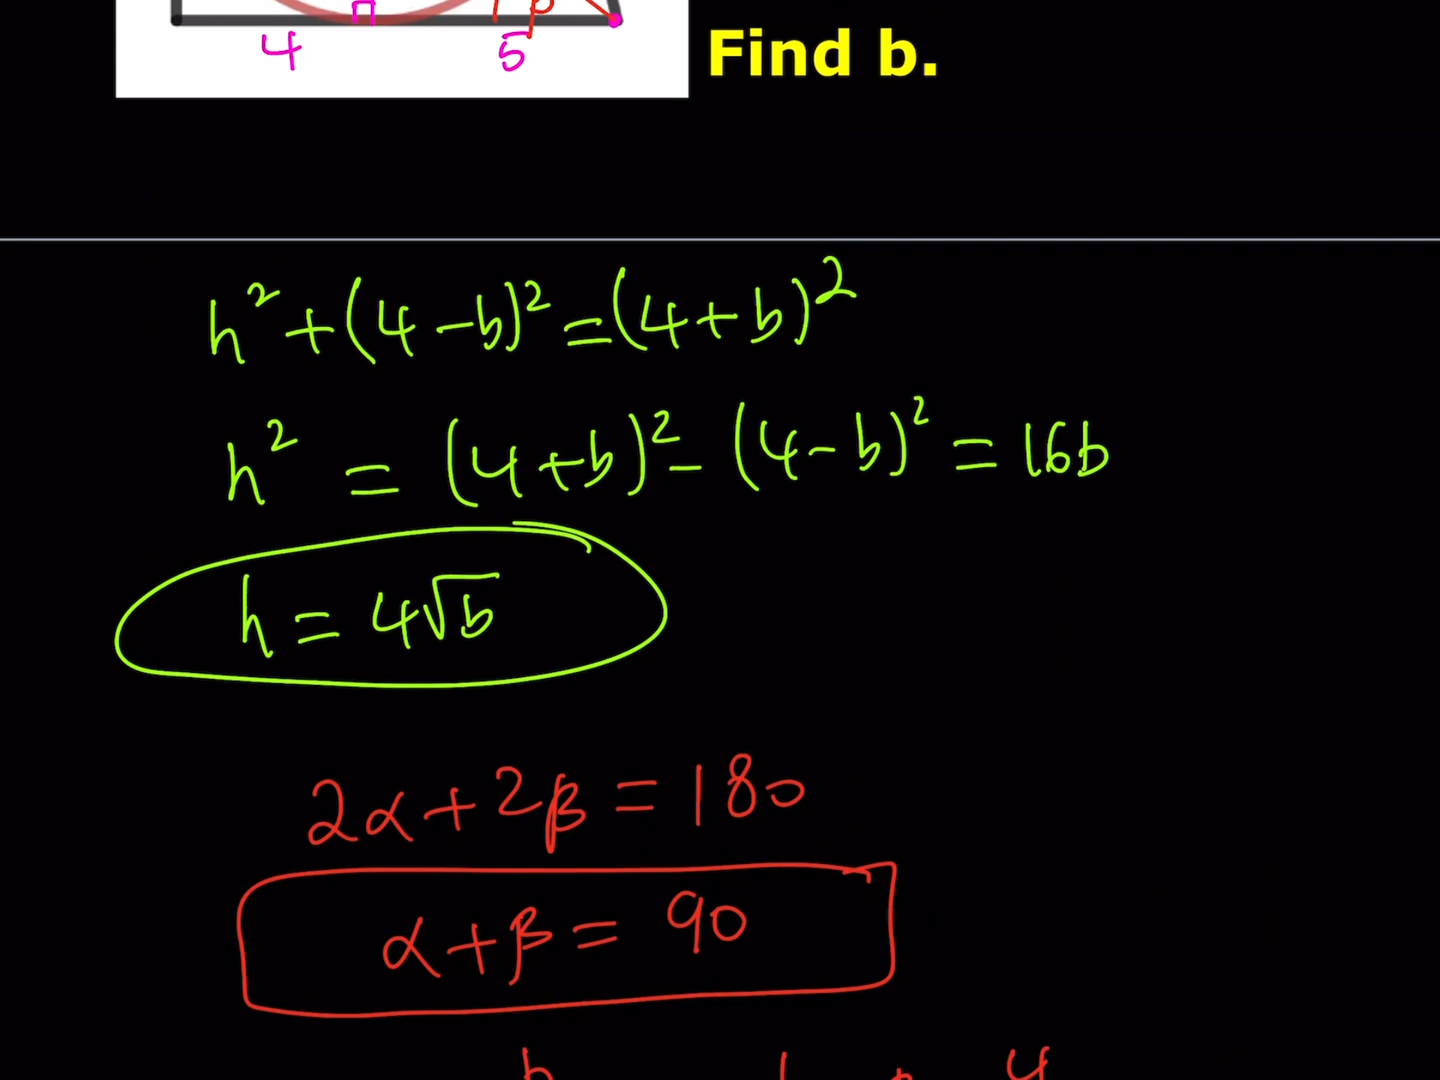 β
4 5
Find b.
h² + (4 - b)² = (4 + b)²
h² = (4 + b)² - (4 - b)² = 16b
h = 4√b
2α + 2β = 180
α + β = 90
4